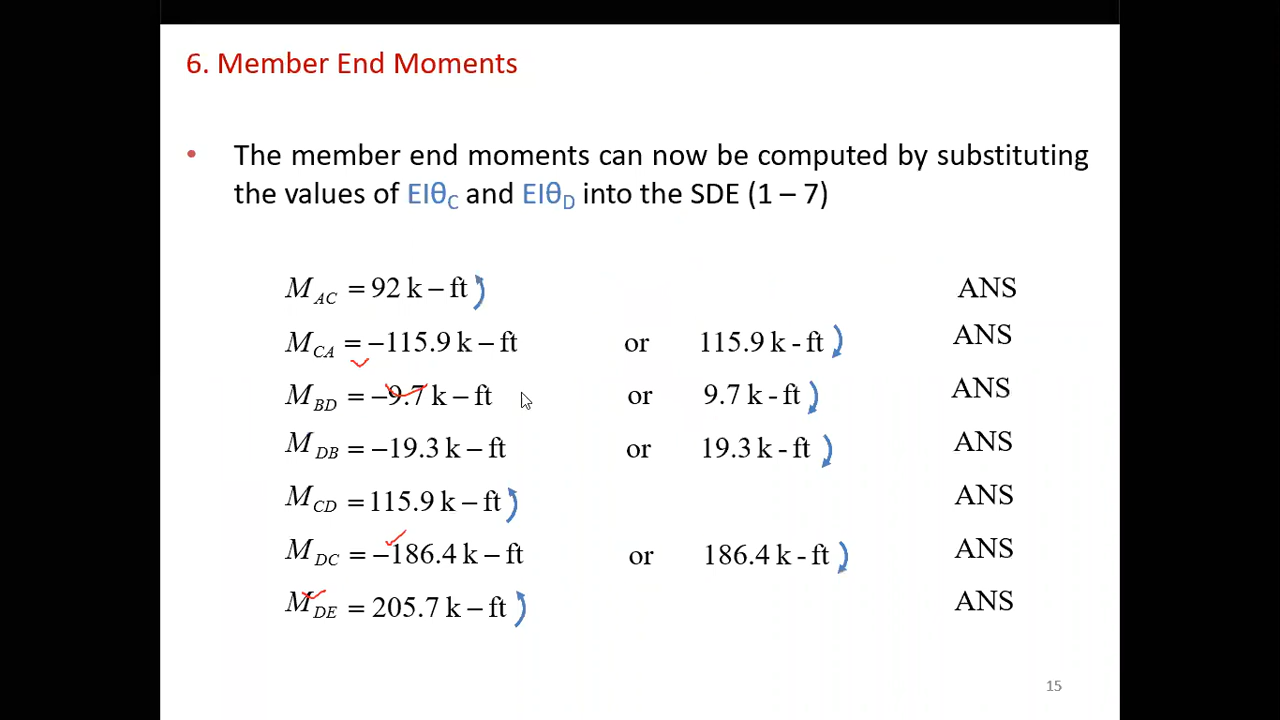 6. Member End Moments
• The member end moments can now be computed by substituting
the values of EIθC and EIθD into the SDE (1 – 7)
MAC = 92 k – ft ANS
MCA = –115.9 k – ft or 115.9 k - ft ANS
MBD = –9.7 k – ft or 9.7 k - ft ANS
MDB = –19.3 k – ft or 19.3 k - ft ANS
MCD = 115.9 k – ft ANS
MDC = –186.4 k – ft or 186.4 k - ft ANS
MDE = 205.7 k – ft ANS
15